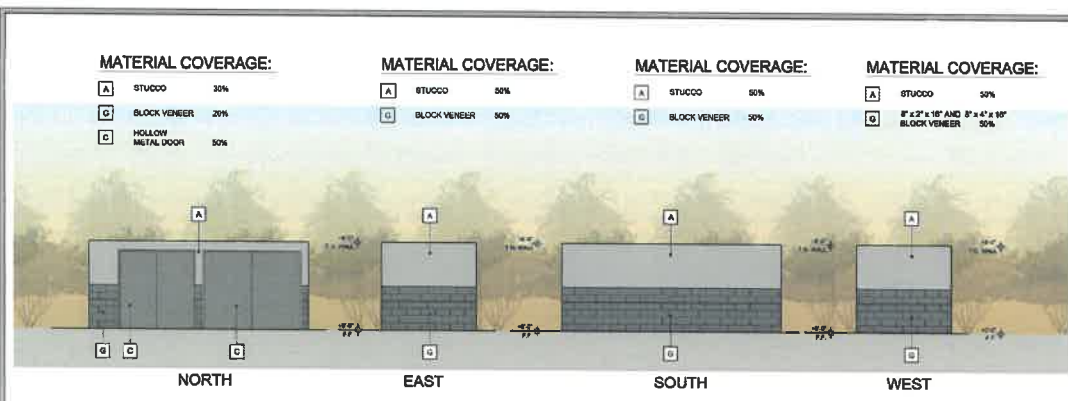 MATERIAL COVERAGE:
A STUCCO 30%
G BLOCK VENEER 20%
C HOLLOW
METAL DOOR 50%
MATERIAL COVERAGE:
A STUCCO 50%
G BLOCK VENEER 50%
MATERIAL COVERAGE:
A STUCCO 50%
G BLOCK VENEER 50%
MATERIAL COVERAGE:
A STUCCO 50%
G 8" x 2" x 16" AND 8" x 4" x 16"
BLOCK VENEER 50%
A
A
A
A
G C C
G
G
G
NORTH
EAST
SOUTH
WEST